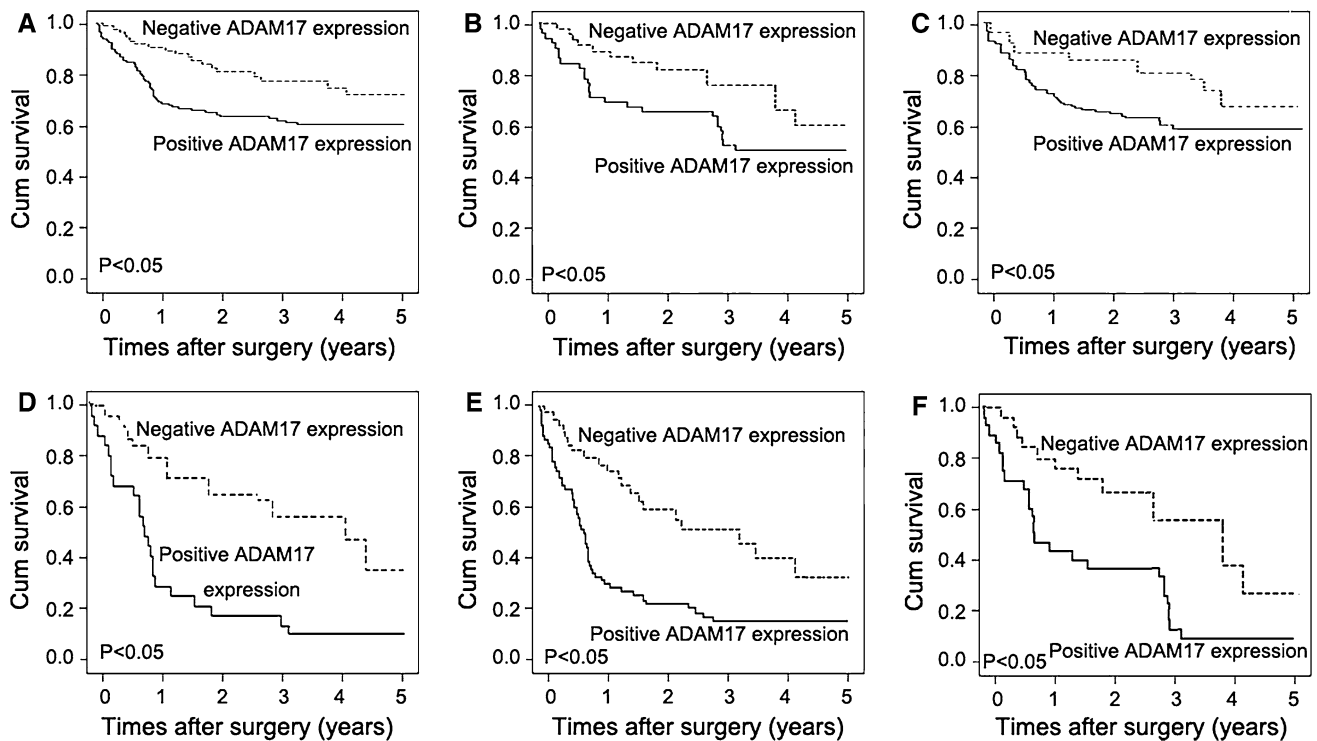 A
Cum survival
1.0
0.8
0.6
0.4
0.2
0.0
Negative ADAM17 expression
Positive ADAM17 expression
P<0.05
0 1 2 3 4 5
Times after surgery (years)
B
Cum survival
1.0
0.8
0.6
0.4
0.2
0.0
Negative ADAM17 expression
Positive ADAM17 expression
P<0.05
0 1 2 3 4 5
Times after surgery (years)
C
Cum survival
1.0
0.8
0.6
0.4
0.2
0.0
Negative ADAM17 expression
Positive ADAM17 expression
P<0.05
0 1 2 3 4 5
Times after surgery (years)
D
Cum survival
1.0
0.8
0.6
0.4
0.2
0.0
Negative ADAM17 expression
Positive ADAM17
expression
P<0.05
0 1 2 3 4 5
Times after surgery (years)
E
Cum survival
1.0
0.8
0.6
0.4
0.2
0.0
Negative ADAM17 expression
Positive ADAM17 expression
P<0.05
0 1 2 3 4 5
Times after surgery (years)
F
Cum survival
1.0
0.8
0.6
0.4
0.2
0.0
Negative ADAM17 expression
Positive ADAM17 expression
P<0.05
0 1 2 3 4 5
Times after surgery (years)